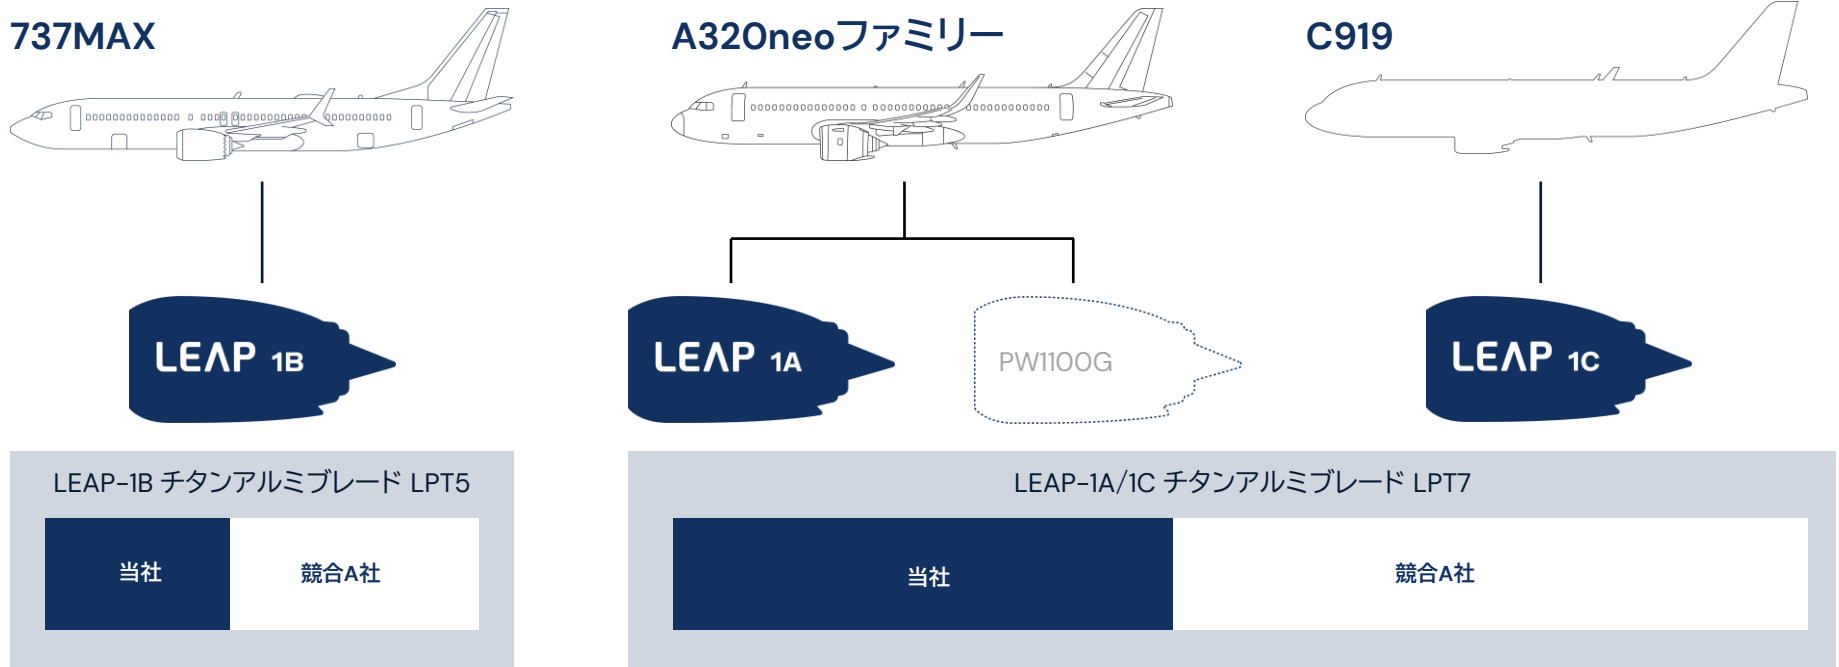 737MAX
A320neoファミリー
C919
LEAP 1B
LEAP 1A
PW1100G
LEAP 1C
LEAP-1B チタンアルミブレード LPT5
LEAP-1A/1C チタンアルミブレード LPT7
当社
競合A社
当社
競合A社